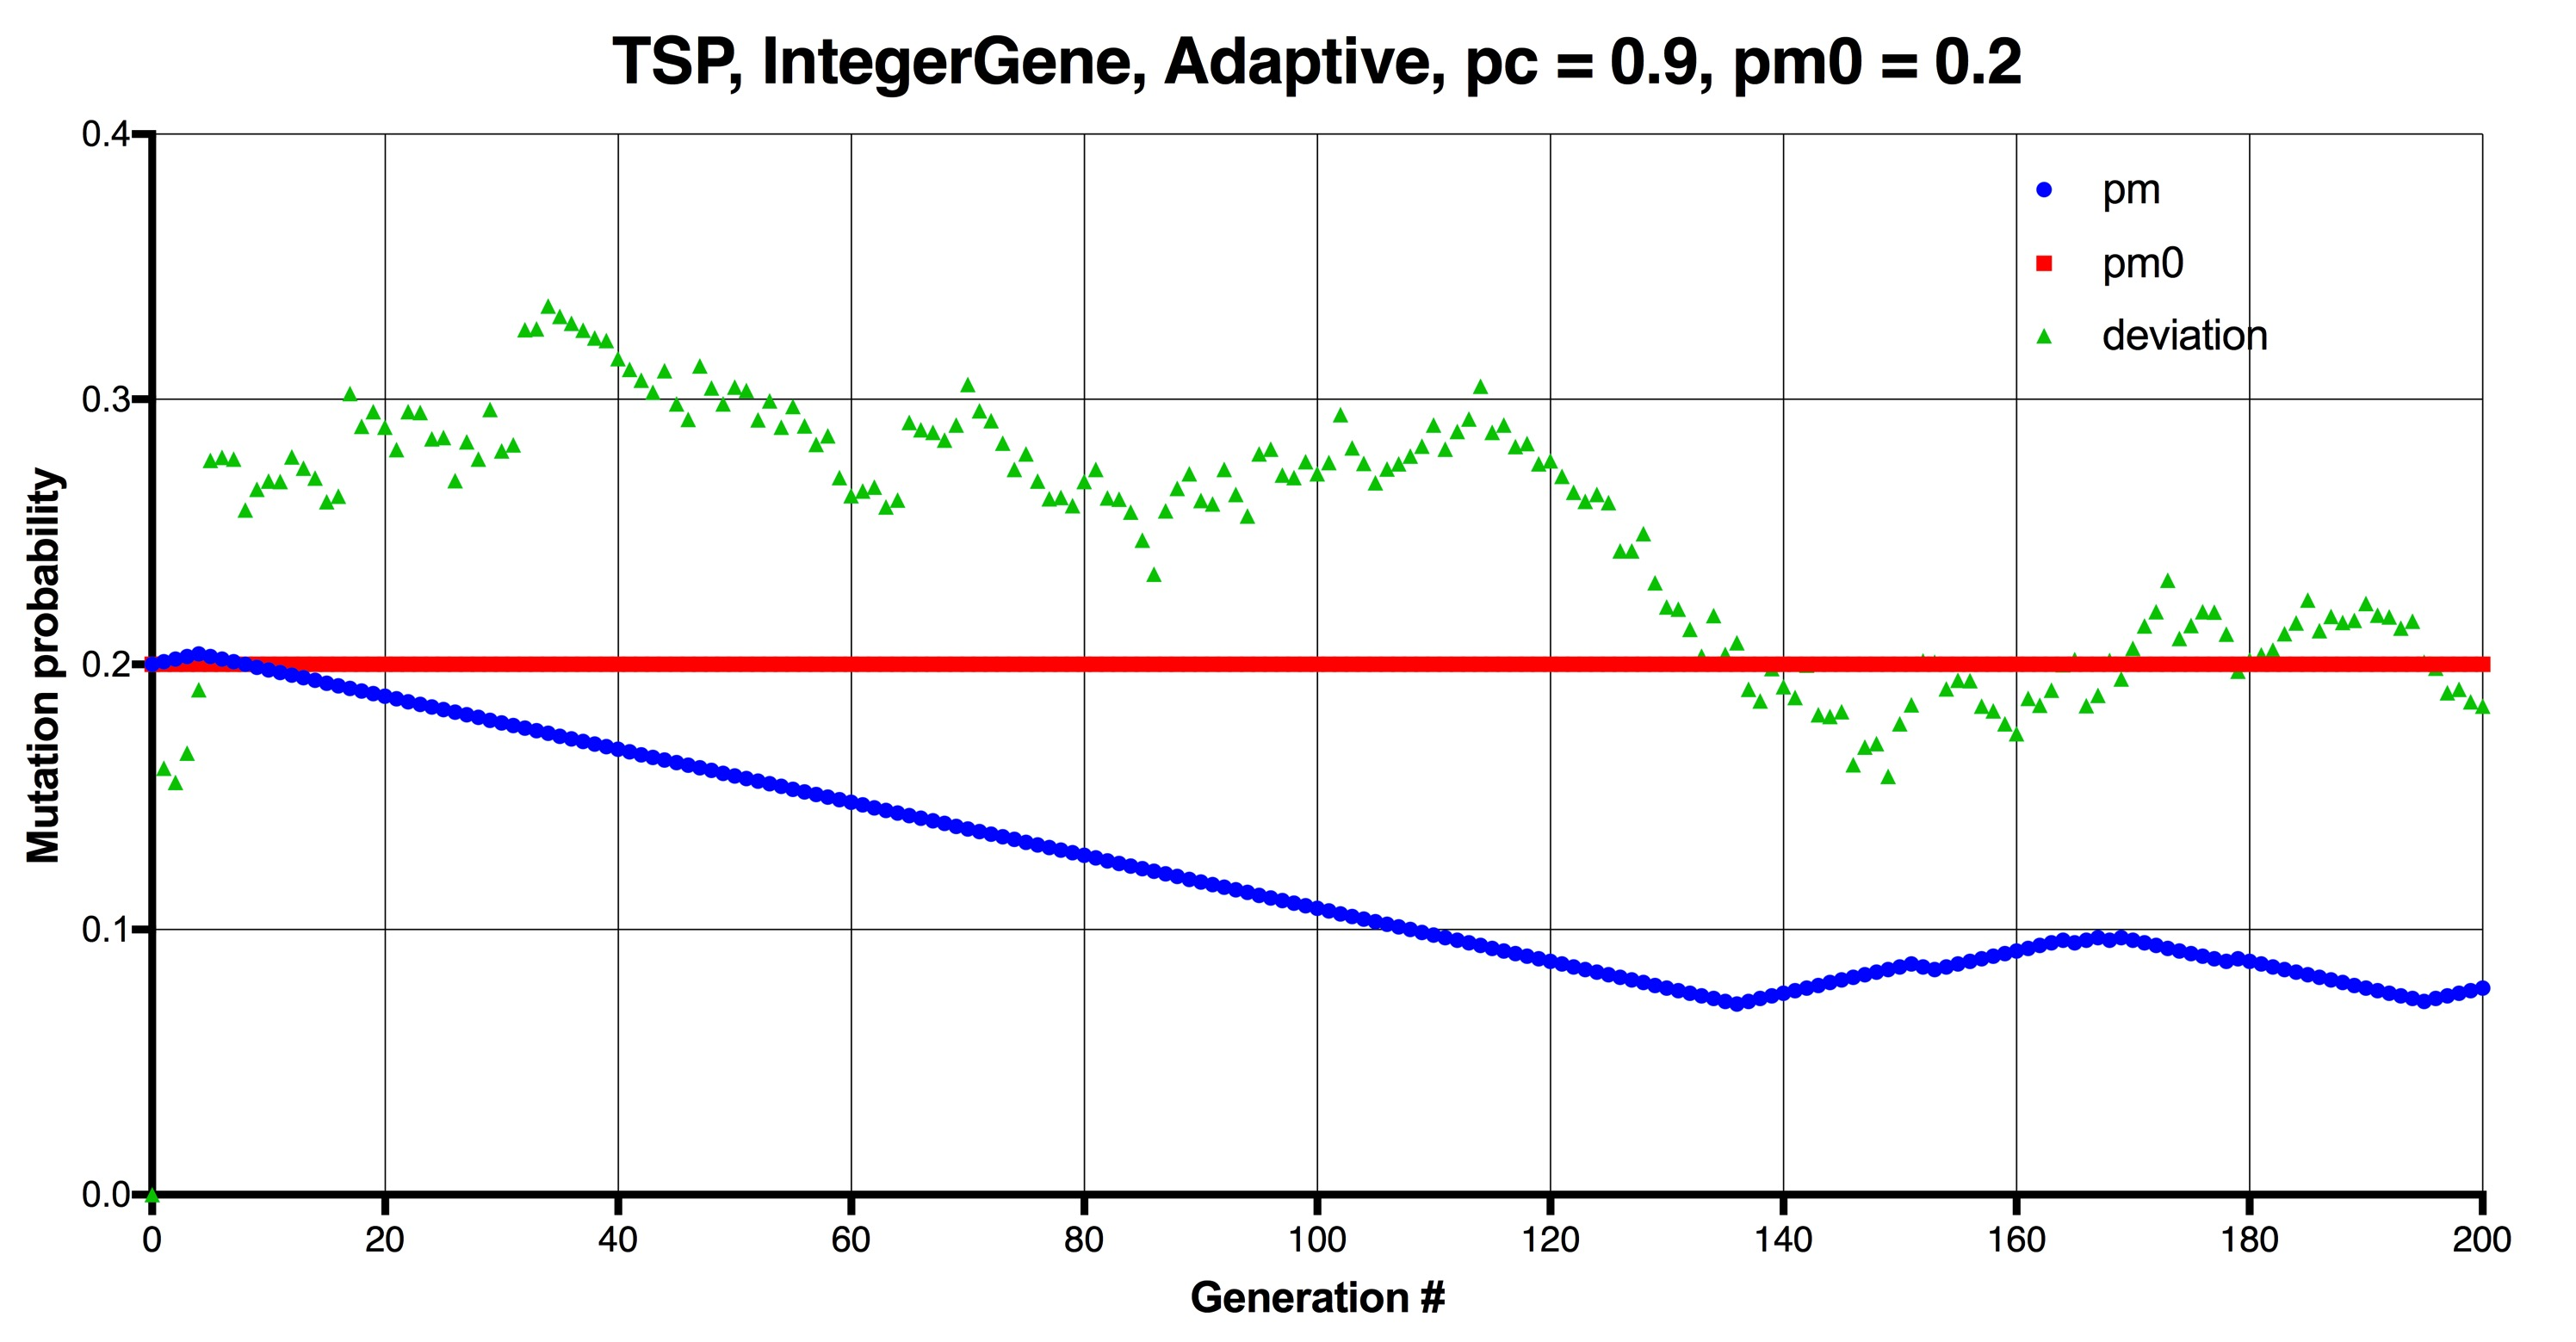 TSP, IntegerGene, Adaptive, pc = 0.9, pm0 = 0.2
0.4
pm
pm0
deviation
0.3
0.2
0.1
0.0
Mutation probability
0 20 40 60 80 100 120 140 160 180 200
Generation #